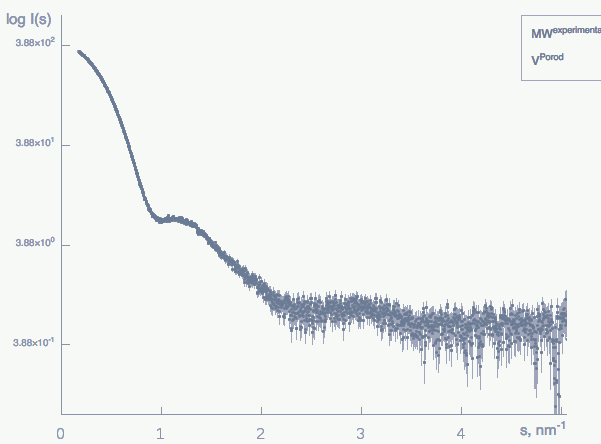 log I(s)
3.88×10²
3.88×10¹
3.88×10⁰
3.88×10⁻¹
0 1 2 3 4
s, nm⁻¹
MWexperimenta
VPorod